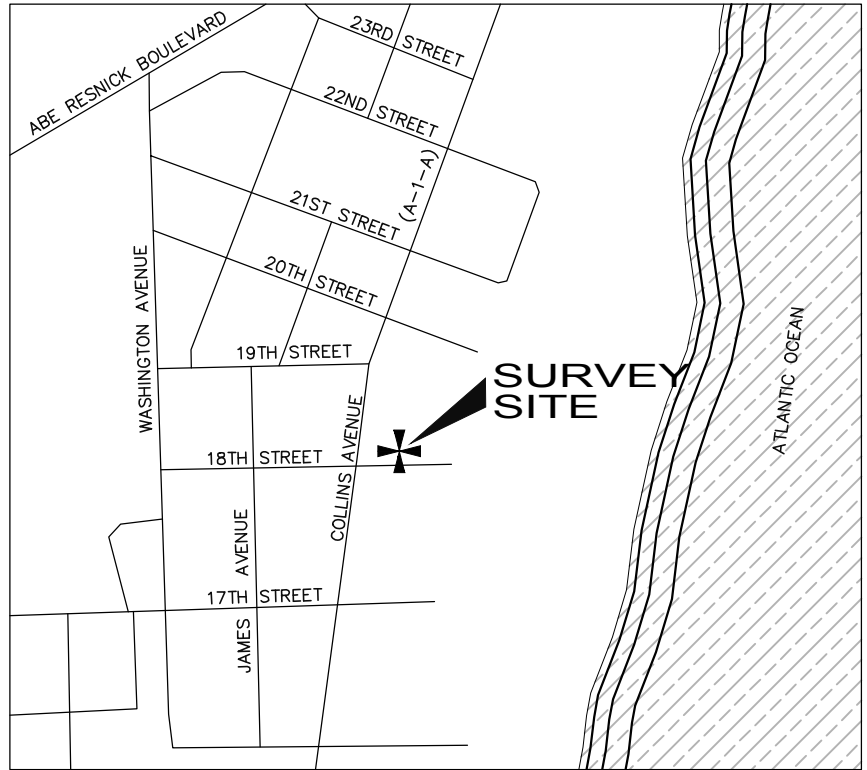 23RD STREET
ABE RESNICK BOULEVARD
22ND STREET
(A-1-A)
21ST STREET
20TH STREET
WASHINGTON AVENUE
19TH STREET
SURVEY
SITE
ATLANTIC OCEAN
COLLINS AVENUE
18TH STREET
JAMES AVENUE
17TH STREET